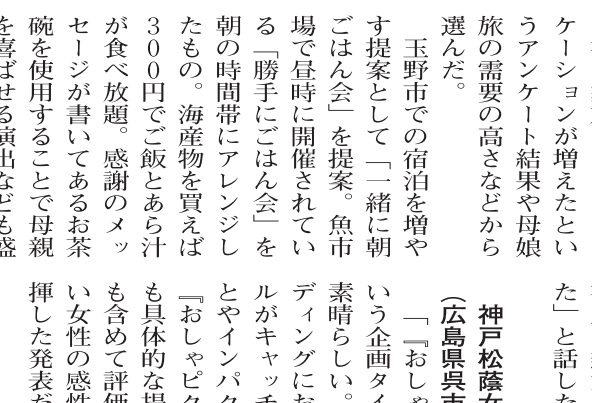 ケーションが増えたとい
うアンケート結果や母娘
旅の需要の高さなどから
選んだ。
玉野市での宿泊を増や
す提案として「一緒に朝
ごはん会」を提案。魚市
場で昼時に開催されてい
る「勝手にごはん会」を
朝の時間帯にアレンジし
たもの。海産物を買えば
３００円でご飯とあら汁
が食べ放題。感謝のメッ
セージが書いてあるお茶
碗を使用することで母親
を喜ばせる演出なども盛
た」と話した
神戸松蔭女
（広島県呉市
「『おしゃ
いう企画タイ
素晴らしい。
ディングにお
ルがキャッチ
とやインパク
『おしゃピク
も具体的な提
も含めて評価
い女性の感性
揮した発表だ